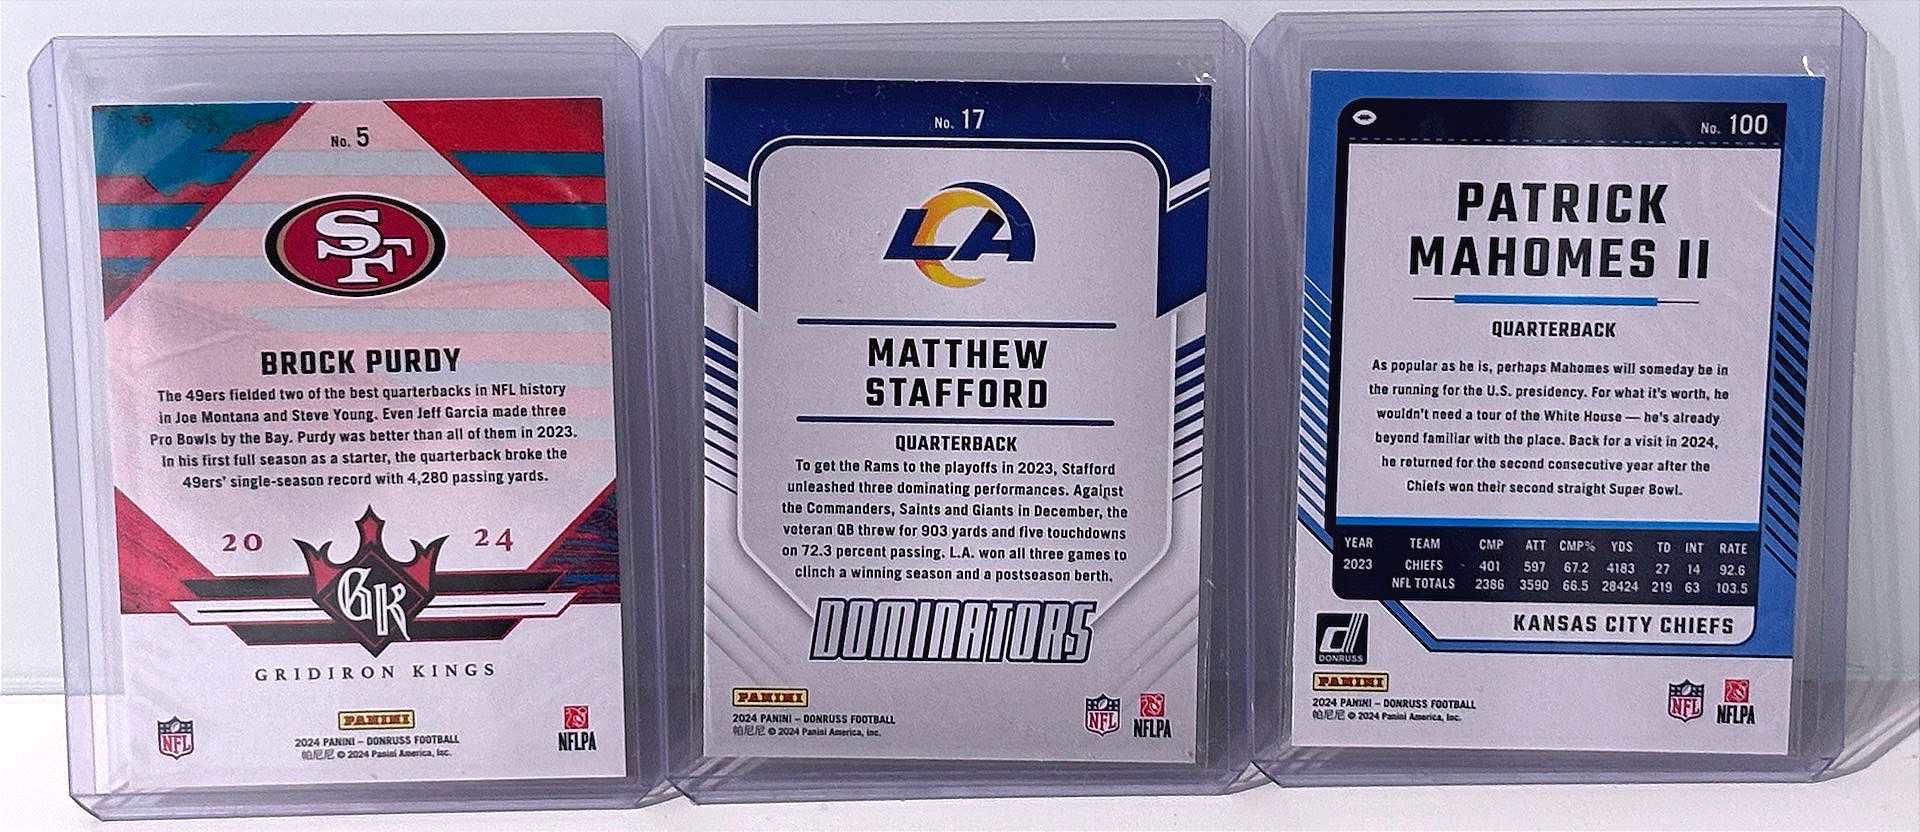 No. 5
SF
BROCK PURDY
The 49ers fielded two of the best quarterbacks in NFL history
in Joe Montana and Steve Young. Even Jeff Garcia made three
Pro Bowls by the Bay. Purdy was better than all of them in 2023.
In his first full season as a starter, the quarterback broke the
49ers' single-season record with 4,280 passing yards.
20 24
GK
GRIDIRON KINGS
NFL
PANINI
2024 PANINI – DONRUSS FOOTBALL
帕尼尼 © 2024 Panini America, Inc.
NFLPA
No. 17
LA
MATTHEW
STAFFORD
QUARTERBACK
To get the Rams to the playoffs in 2023, Stafford
unleashed three dominating performances. Against
the Commanders, Saints and Giants in December, the
veteran QB threw for 903 yards and five touchdowns
on 72.3 percent passing. L.A. won all three games to
clinch a winning season and a postseason berth.
DOMINATORS
PANINI
2024 PANINI – DONRUSS FOOTBALL
帕尼尼 © 2024 Panini America, Inc.
NFL
NFLPA
No. 100
PATRICK
MAHOMES II
QUARTERBACK
As popular as he is, perhaps Mahomes will someday be in
the running for the U.S. presidency. For what it's worth, he
wouldn't need a tour of the White House — he's already
beyond familiar with the place. Back for a visit in 2024,
he returned for the second consecutive year after the
Chiefs won their second straight Super Bowl.
YEAR TEAM CMP ATT CMP% YDS TD INT RATE
2023 CHIEFS 401 597 67.2 4183 27 14 92.6
NFL TOTALS 2386 3590 66.5 28424 219 63 103.5
KANSAS CITY CHIEFS
d
DONRUSS
PANINI
2024 PANINI – DONRUSS FOOTBALL
帕尼尼 © 2024 Panini America, Inc.
NFL
NFLPA